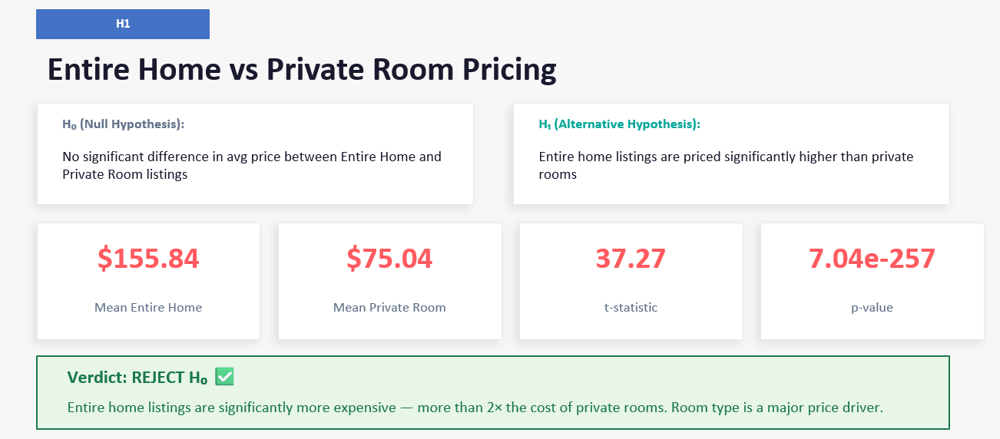 H1
Entire Home vs Private Room Pricing
H₀ (Null Hypothesis):
No significant difference in avg price between Entire Home and
Private Room listings
H₁ (Alternative Hypothesis):
Entire home listings are priced significantly higher than private
rooms
$155.84
Mean Entire Home
$75.04
Mean Private Room
37.27
t-statistic
7.04e-257
p-value
Verdict: REJECT H₀ ✅
Entire home listings are significantly more expensive — more than 2× the cost of private rooms. Room type is a major price driver.